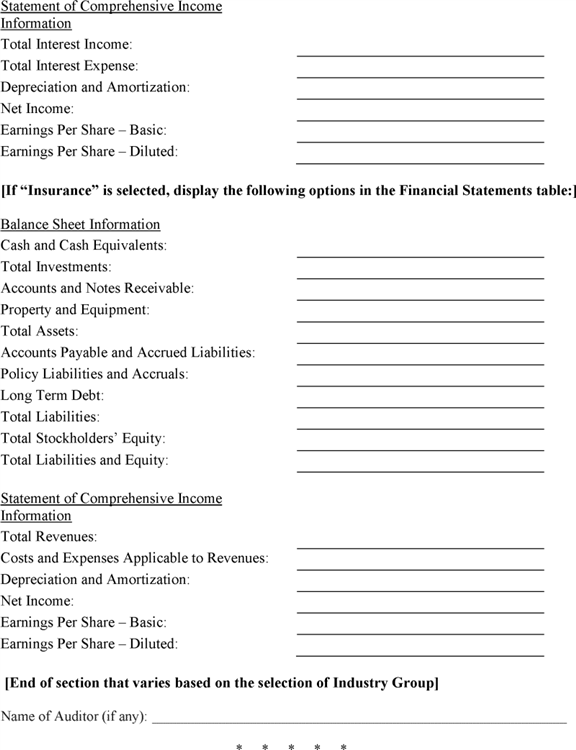 Statement of Comprehensive Income
Information
Total Interest Income:
Total Interest Expense:
Depreciation and Amortization:
Net Income:
Earnings Per Share – Basic:
Earnings Per Share – Diluted:
[If “Insurance” is selected, display the following options in the Financial Statements table:]
Balance Sheet Information
Cash and Cash Equivalents:
Total Investments:
Accounts and Notes Receivable:
Property and Equipment:
Total Assets:
Accounts Payable and Accrued Liabilities:
Policy Liabilities and Accruals:
Long Term Debt:
Total Liabilities:
Total Stockholders’ Equity:
Total Liabilities and Equity:
Statement of Comprehensive Income
Information
Total Revenues:
Costs and Expenses Applicable to Revenues:
Depreciation and Amortization:
Net Income:
Earnings Per Share – Basic:
Earnings Per Share – Diluted:
[End of section that varies based on the selection of Industry Group]
Name of Auditor (if any):
* * * * *